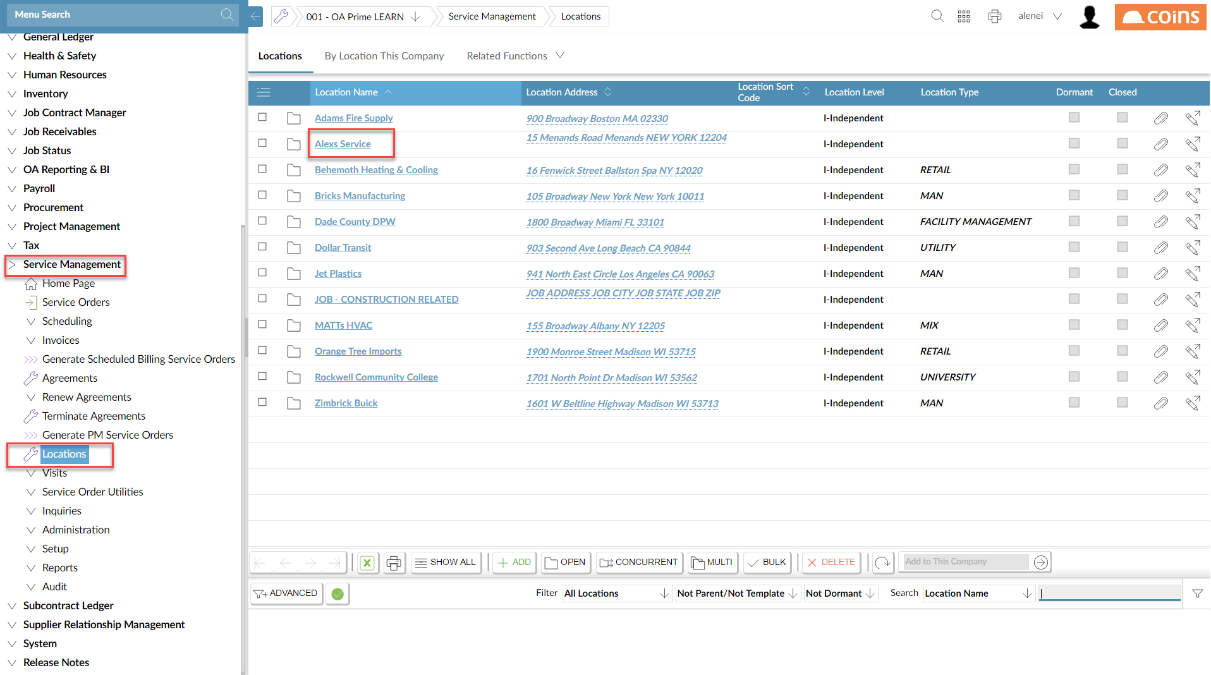 Menu Search
001 - OA Prime LEARN
Service Management
Locations
alenei
COINS
General Ledger
Health & Safety
Human Resources
Inventory
Job Contract Manager
Job Receivables
Job Status
OA Reporting & BI
Payroll
Procurement
Project Management
Tax
Service Management
Home Page
Service Orders
Scheduling
Invoices
Generate Scheduled Billing Service Orders
Agreements
Renew Agreements
Terminate Agreements
Generate PM Service Orders
Locations
Visits
Service Order Utilities
Inquiries
Administration
Setup
Reports
Audit
Subcontract Ledger
Supplier Relationship Management
System
Release Notes
Locations By Location This Company Related Functions
Location Name Location Address Location Sort Code Location Level Location Type Dormant Closed
Adams Fire Supply 900 Broadway Boston MA 02330 I-Independent
Alexs Service 15 Menands Road Menands NEW YORK 12204 I-Independent
Behemoth Heating & Cooling 16 Fenwick Street Ballston Spa NY 12020 I-Independent RETAIL
Bricks Manufacturing 105 Broadway New York New York 10011 I-Independent MAN
Dade County DPW 1800 Broadway Miami FL 33101 I-Independent FACILITY MANAGEMENT
Dollar Transit 903 Second Ave Long Beach CA 90844 I-Independent UTILITY
Jet Plastics 941 North East Circle Los Angeles CA 90063 I-Independent MAN
JOB - CONSTRUCTION RELATED JOB ADDRESS JOB CITY JOB STATE JOB ZIP I-Independent
MATTs HVAC 155 Broadway Albany NY 12205 I-Independent MIX
Orange Tree Imports 1900 Monroe Street Madison WI 53715 I-Independent RETAIL
Rockwell Community College 1701 North Point Dr Madison WI 53562 I-Independent UNIVERSITY
Zimbrick Buick 1601 W Beltline Highway Madison WI 53713 I-Independent MAN
SHOW ALL ADD OPEN CONCURRENT MULTI BULK DELETE Add to This Company
ADVANCED Filter All Locations Not Parent/Not Template Not Dormant Search Location Name